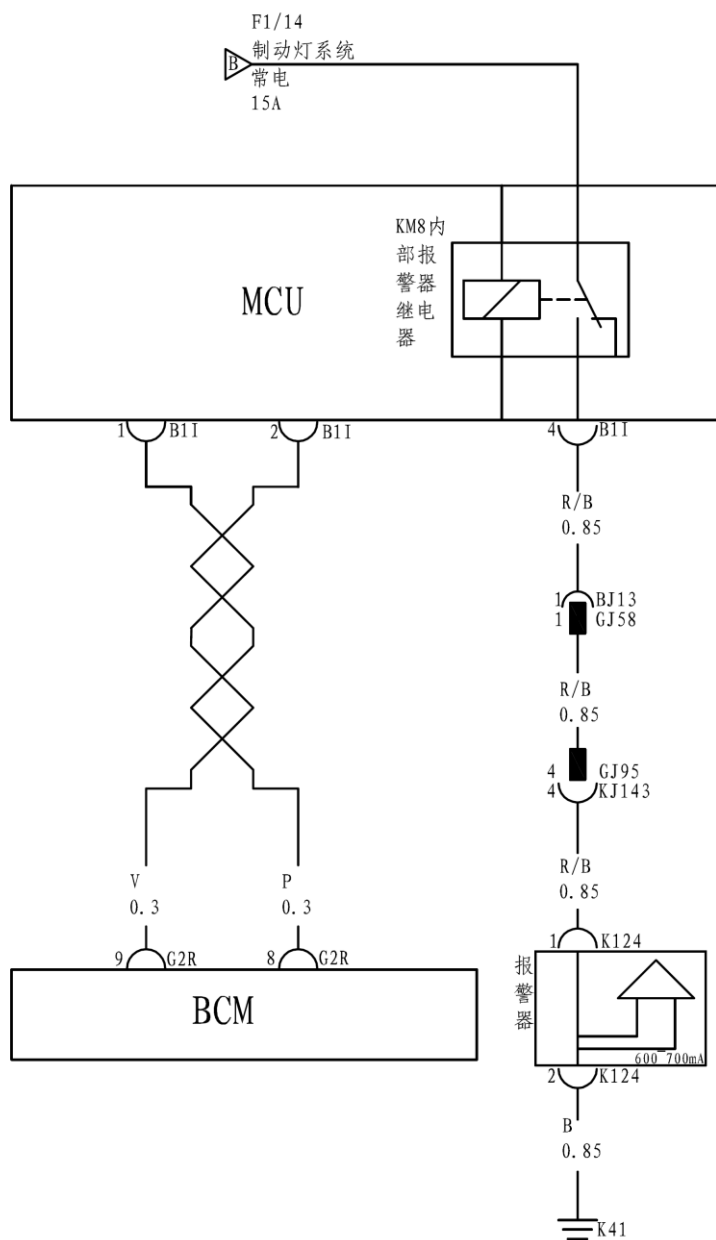 F1/14
制动灯系统
B
常电
15A
KM8内
部报
警器
继电
器
MCU
1 B1I
2 B1I
4 B1I
R/B
0.85
1 BJ13
1 GJ58
R/B
0.85
4 GJ95
4 KJ143
V
0.3
P
0.3
R/B
0.85
9 G2R
8 G2R
1 K124
BCM
报
警
器
600-700mA
2 K124
B
0.85
K41